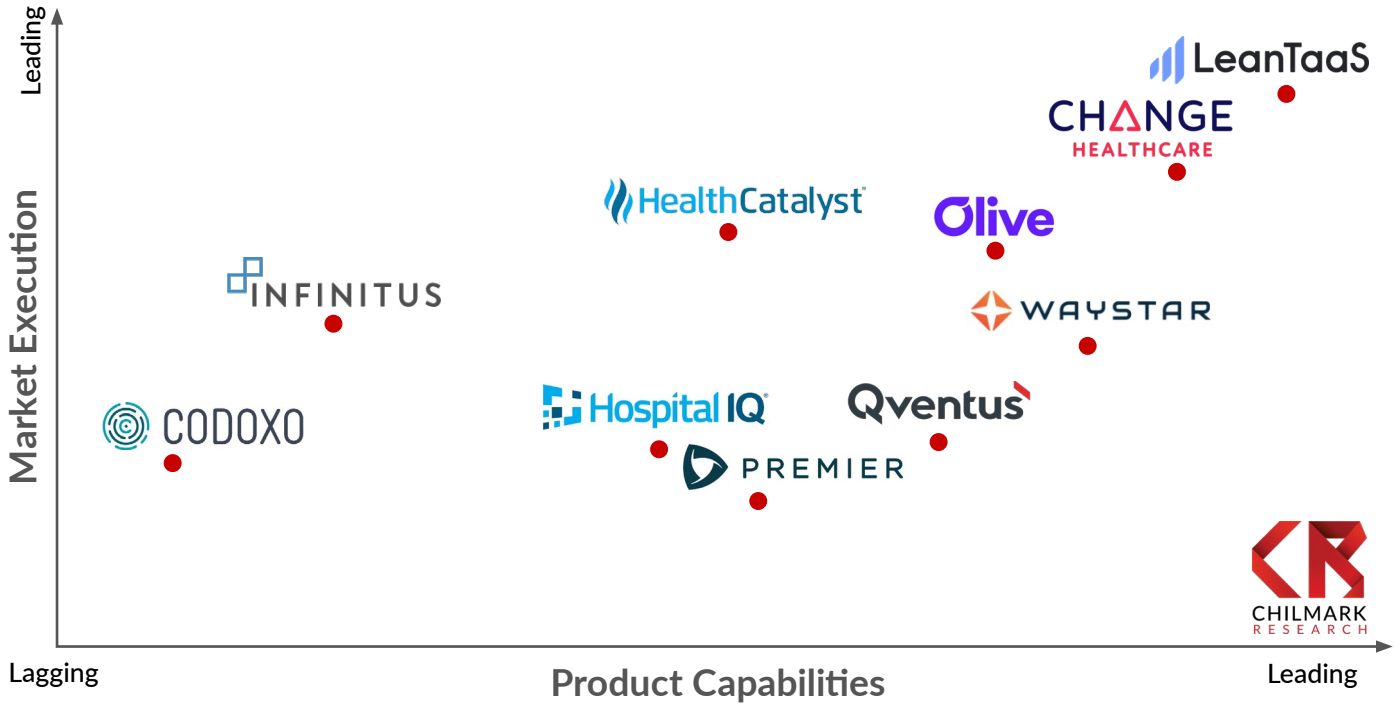 Leading
LeanTaaS
CHANGE
HEALTHCARE
HealthCatalyst
Olive
INFINITUS
WAYSTAR
Market Execution
CODOXO
Hospital IQ®
Qventus
PREMIER
CHILMARK
RESEARCH
Lagging
Product Capabilities
Leading